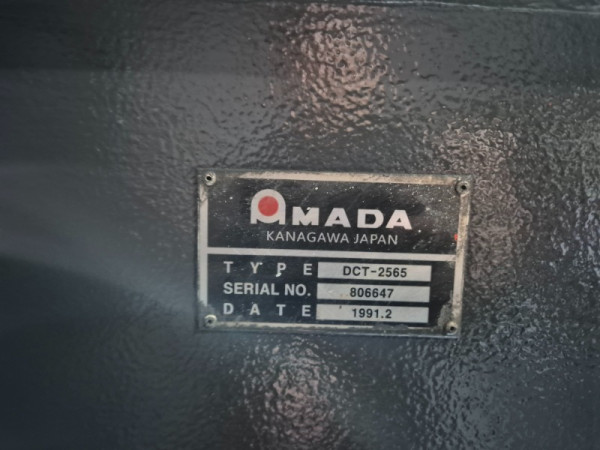 AMADA
KANAGAWA JAPAN
TYPE DCT-2565
SERIAL NO. 806647
DATE 1991.2